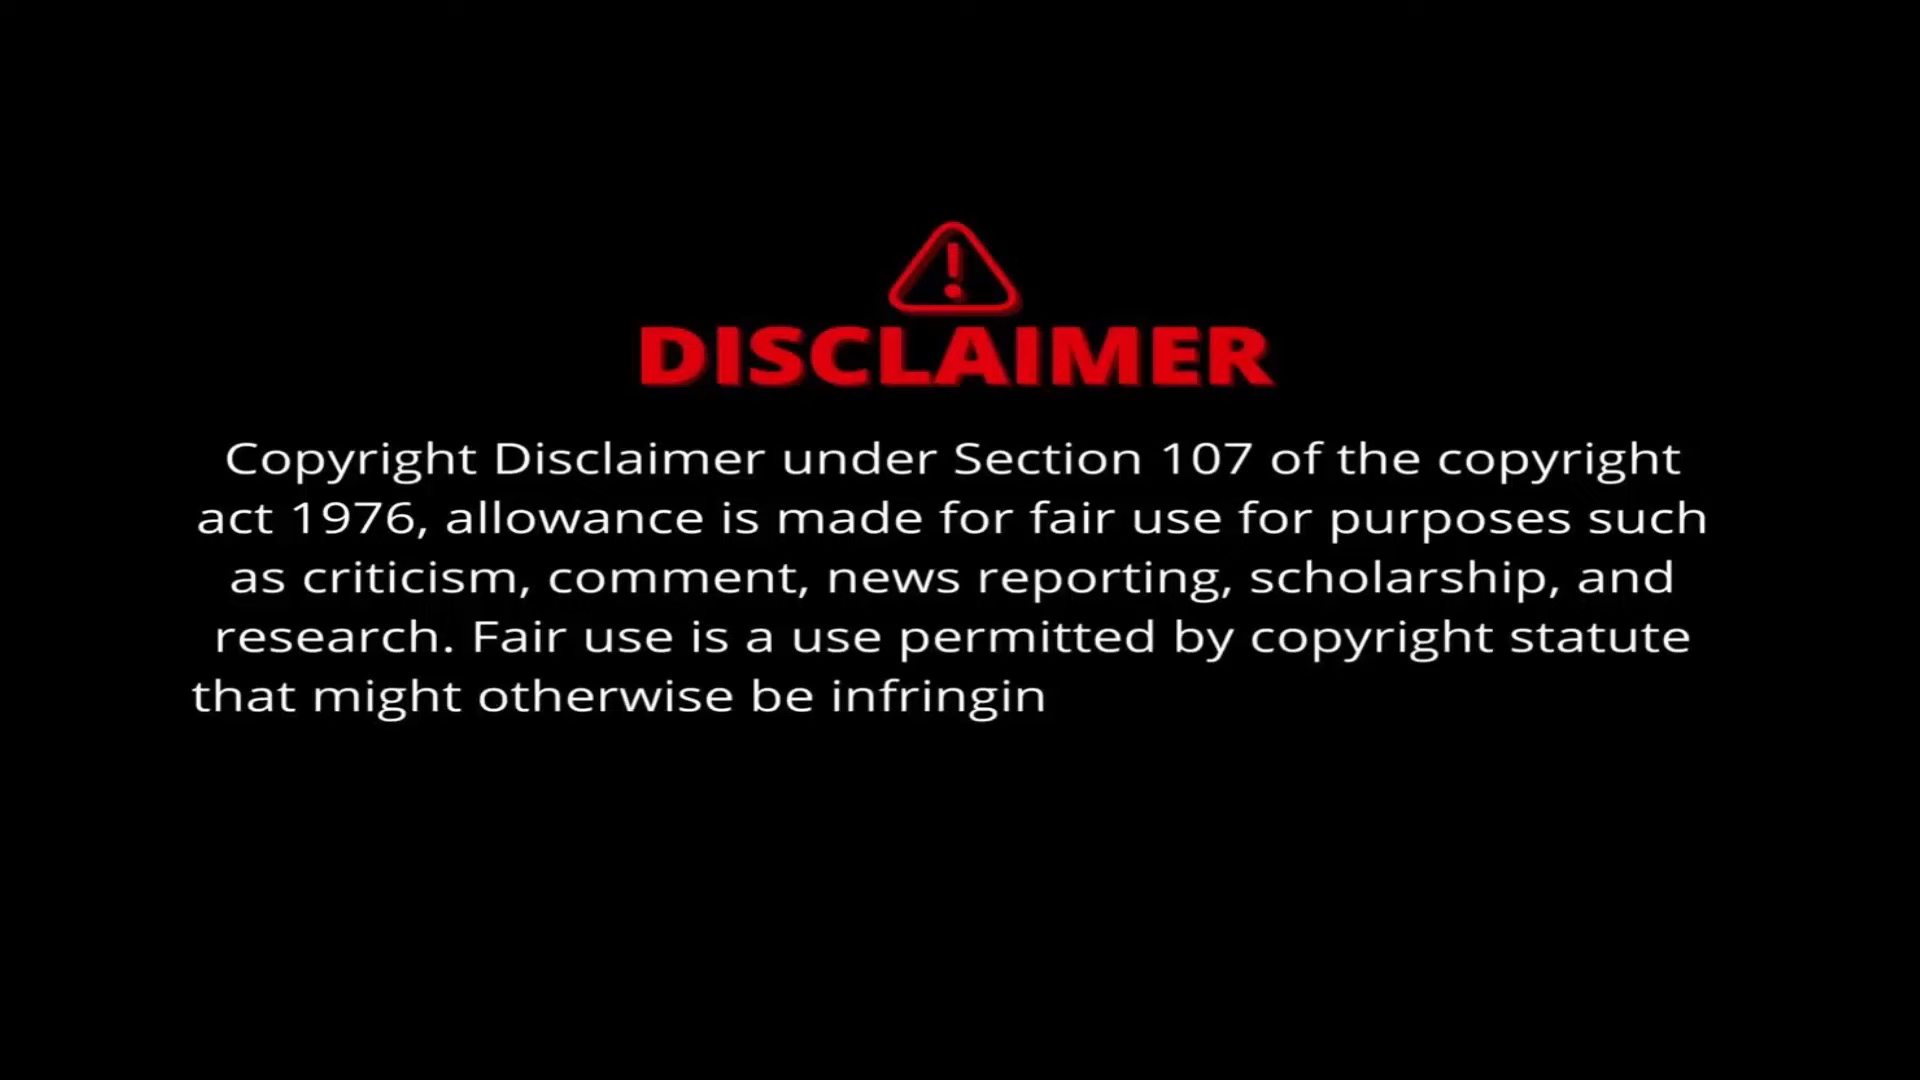 DISCLAIMER
Copyright Disclaimer under Section 107 of the copyright
act 1976, allowance is made for fair use for purposes such
as criticism, comment, news reporting, scholarship, and
research. Fair use is a use permitted by copyright statute
that might otherwise be infringin